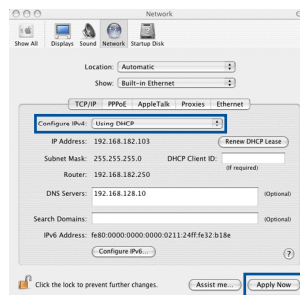 Network
Show All Displays Sound Network Startup Disk
Location: Automatic
Show: Built-in Ethernet
TCP/IP PPPoE AppleTalk Proxies Ethernet
Configure IPv4: Using DHCP
IP Address: 192.168.182.103 Renew DHCP Lease
Subnet Mask: 255.255.255.0 DHCP Client ID:
(If required)
Router: 192.168.182.250
DNS Servers: 192.168.128.10 (Optional)
Search Domains: (Optional)
IPv6 Address: fe80:0000:0000:0000:0211:24ff:fe32:b18e
Configure IPv6... ?
Click the lock to prevent further changes. Assist me... Apply Now